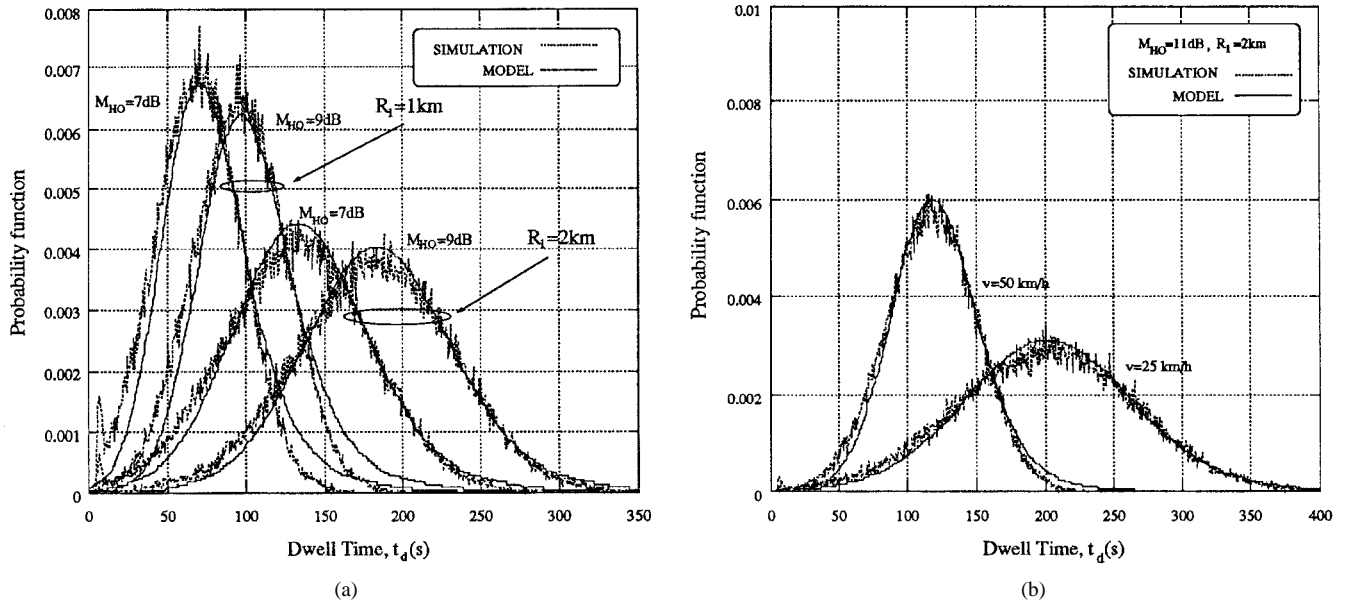 0.008
0.007
0.006
0.005
0.004
0.003
0.002
0.001
0
Probability function
SIMULATION
MODEL
M_HO=7dB
M_HO=9dB
R_i=1km
M_HO=7dB
M_HO=9dB
R_i=2km
0 50 100 150 200 250 300 350
Dwell Time, t_d(s)
(a)
0.01
0.008
0.006
0.004
0.002
0
Probability function
M_HO=11dB, R_i=2km
SIMULATION
MODEL
v=50 km/h
v=25 km/h
0 50 100 150 200 250 300 350 400
Dwell Time, t_d(s)
(b)